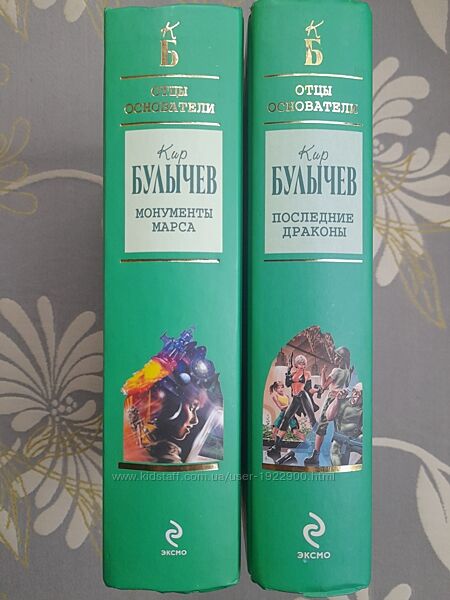 К
Б
ОТЦЫ
ОСНОВАТЕЛИ
Кир
БУЛЫЧЕВ
МОНУМЕНТЫ
МАРСА
ЭКСМО
К
Б
ОТЦЫ
ОСНОВАТЕЛИ
Кир
БУЛЫЧЕВ
ПОСЛЕДНИЕ
ДРАКОНЫ
ЭКСМО
www.kidstaff.com.ua/user-1922900.html